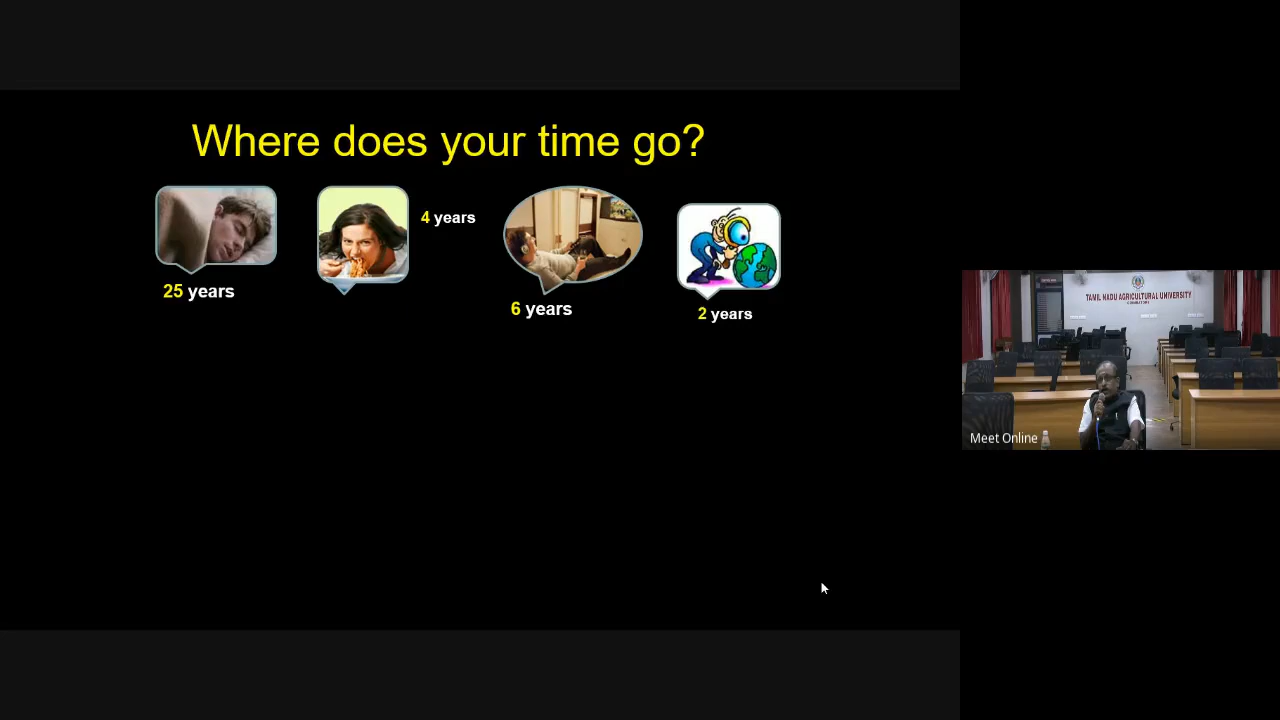 Where does your time go?
25 years
4 years
6 years
2 years
TAMIL NADU AGRICULTURAL UNIVERSITY
Meet Online